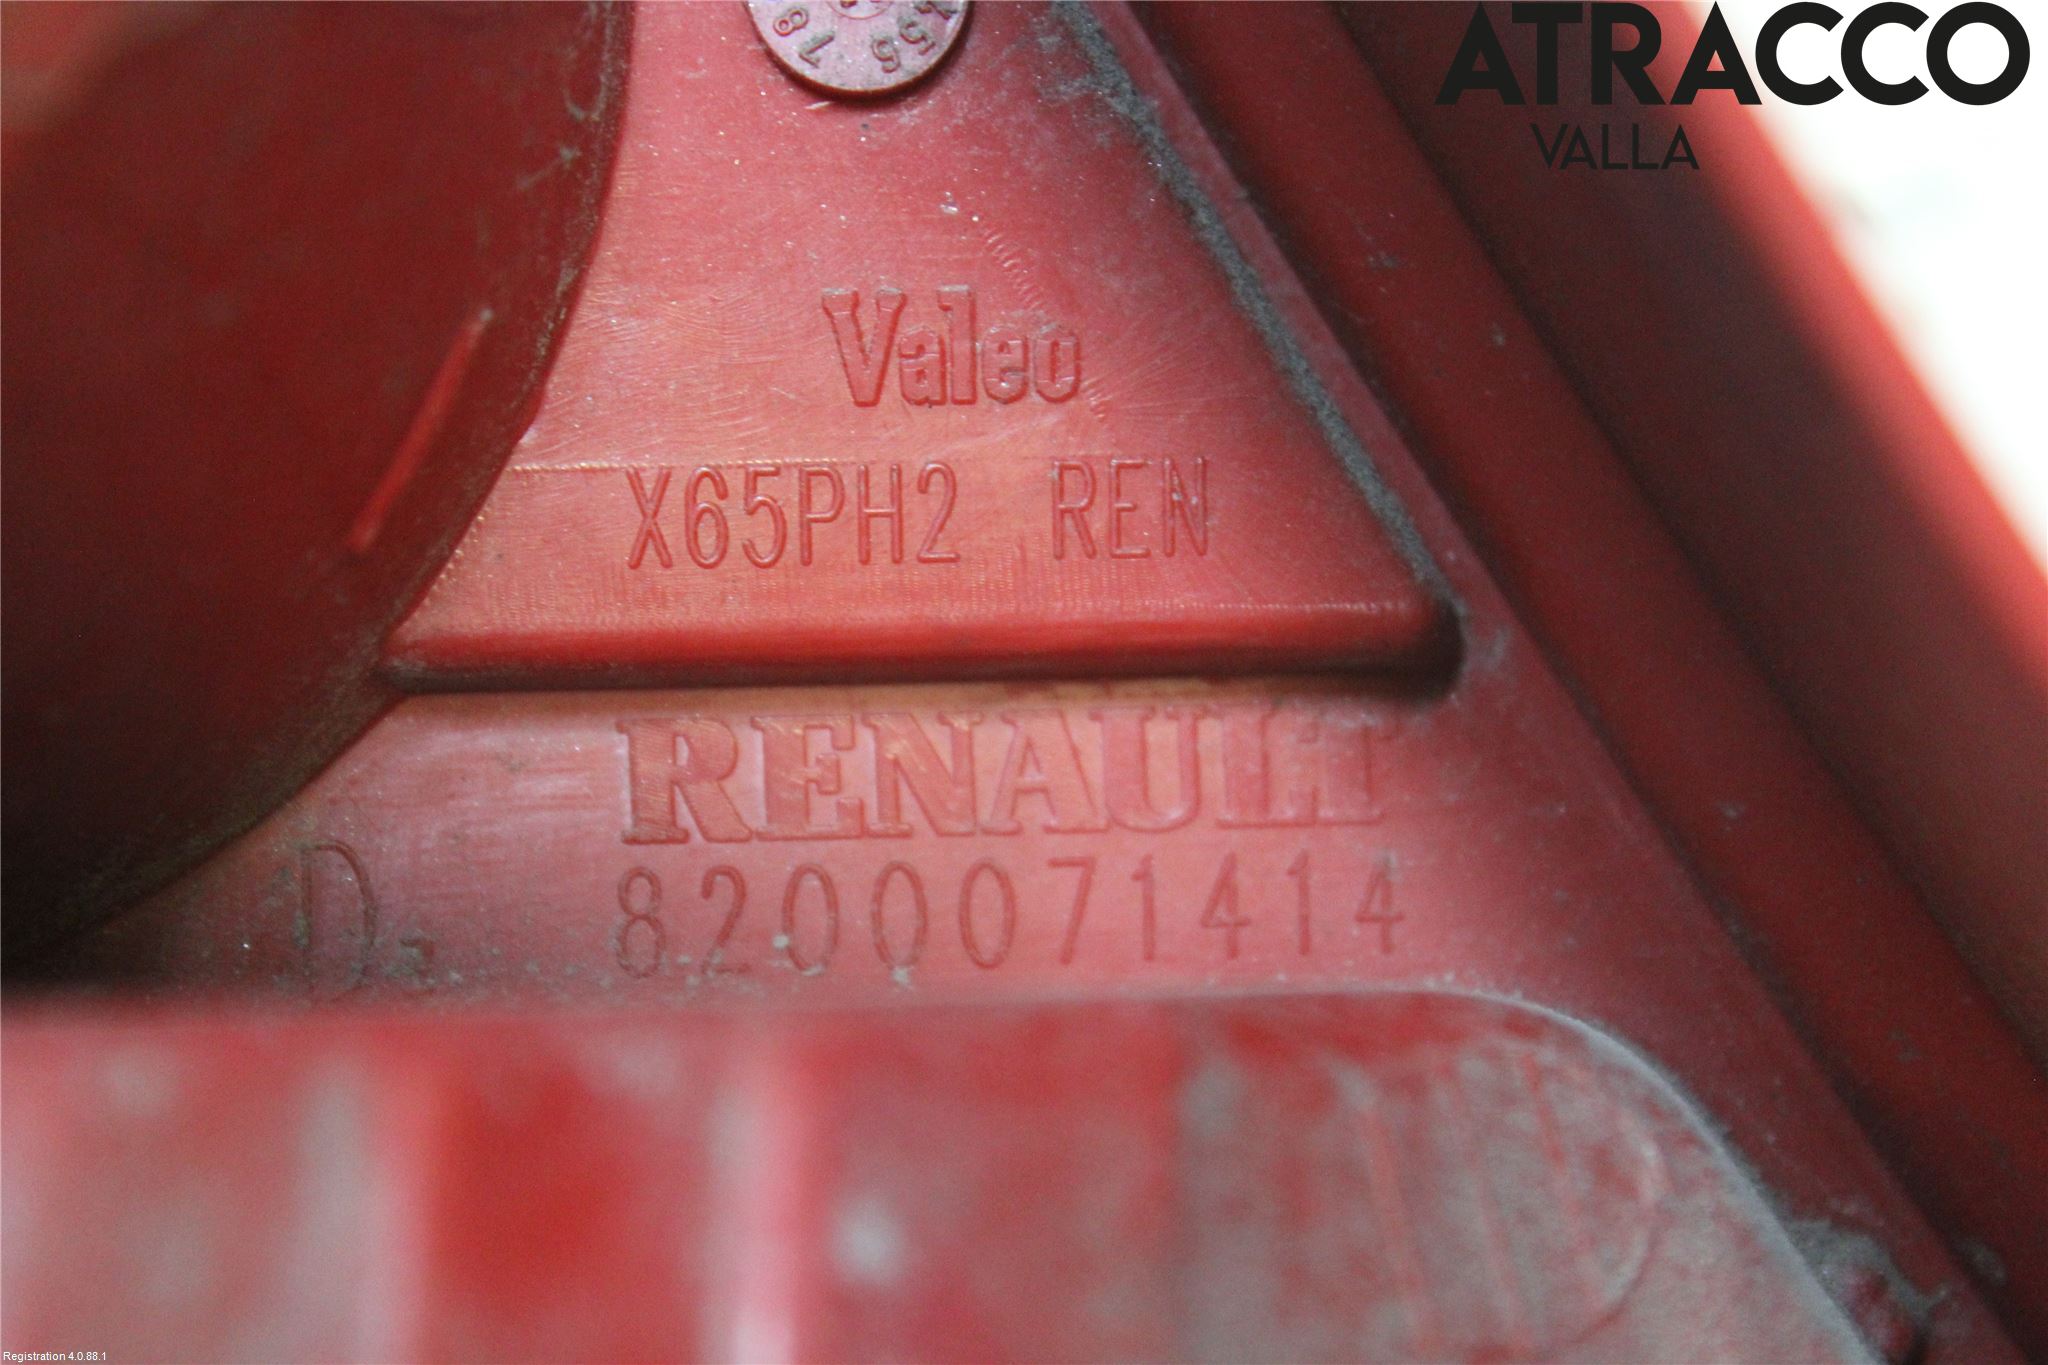 ATRACCO
VALLA
Valeo
X65PH2 REN
RENAULT
D. 8200071414
Registration 4.0.88.1